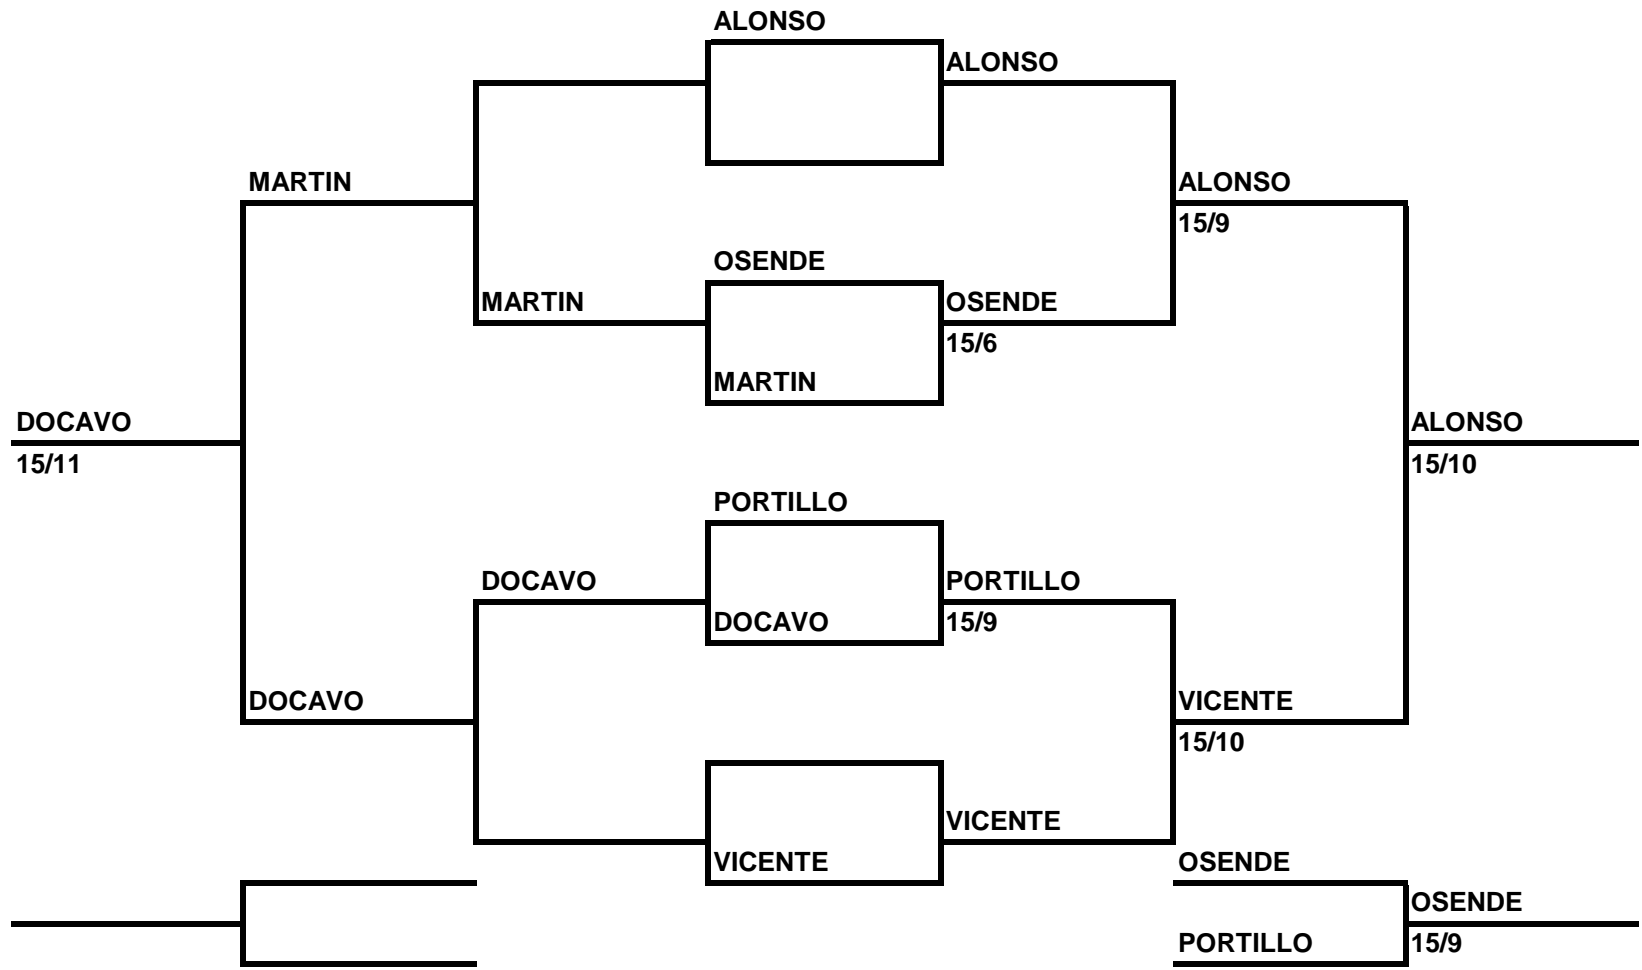 ALONSO
ALONSO
MARTIN
ALONSO
15/9
OSENDE
MARTIN
OSENDE
15/6
MARTIN
DOCAVO
15/11
ALONSO
15/10
PORTILLO
DOCAVO
PORTILLO
DOCAVO
15/9
DOCAVO
VICENTE
15/10
VICENTE
VICENTE
OSENDE
OSENDE
PORTILLO
15/9